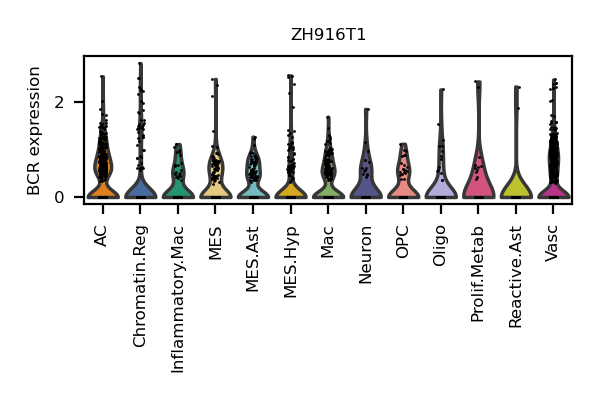 ZH916T1
BCR expression
2
0
AC
Chromatin.Reg
Inflammatory.Mac
MES
MES.Ast
MES.Hyp
Mac
Neuron
OPC
Oligo
Prolif.Metab
Reactive.Ast
Vasc